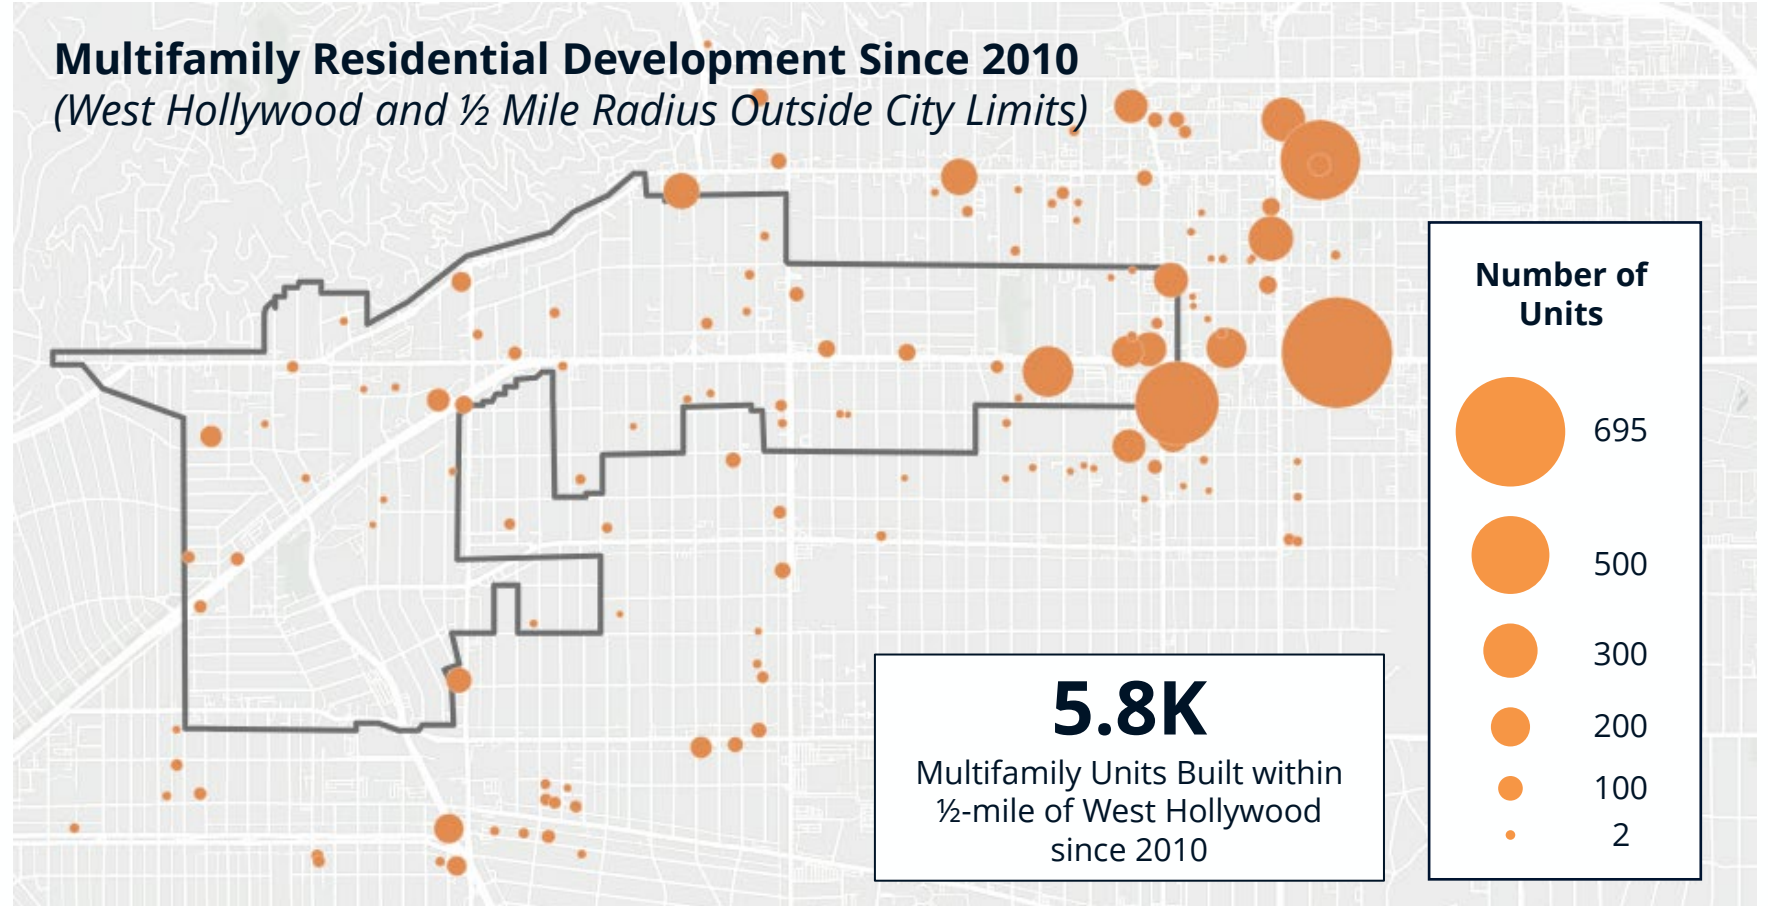 Multifamily Residential Development Since 2010
(West Hollywood and ½ Mile Radius Outside City Limits)
Number of
Units
695
500
300
200
100
2
5.8K
Multifamily Units Built within
½-mile of West Hollywood
since 2010